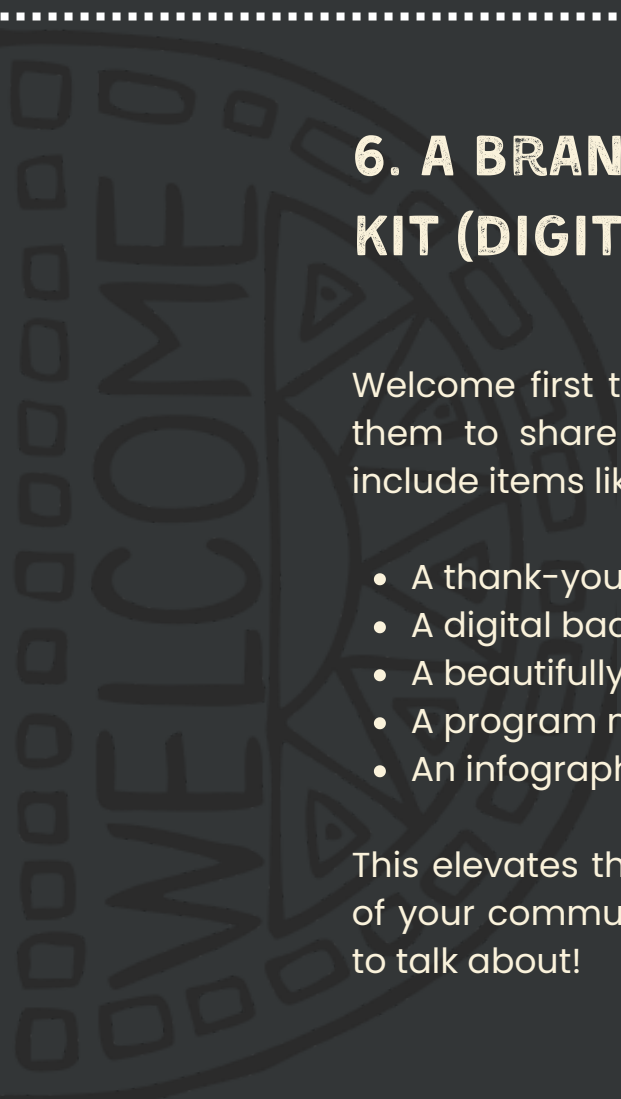 WELCOME
6. A BRAN
KIT (DIGIT
Welcome first t
them to share
include items lik
• A thank-you
• A digital bac
• A beautifully
• A program n
• An infograph
This elevates th
of your commu
to talk about!